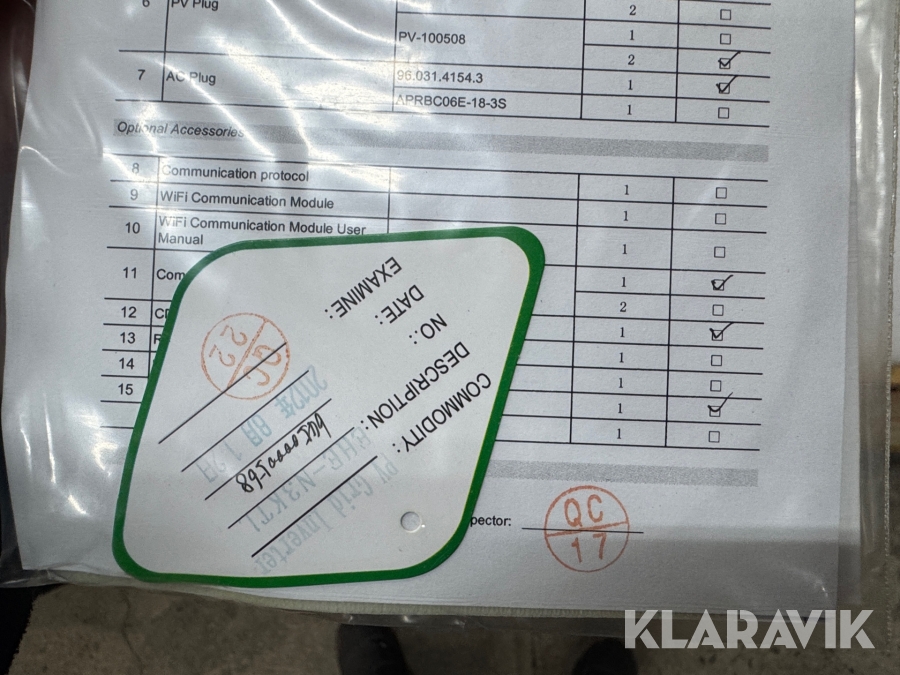 6 PV Plug
2 □
PV-100508 1 □
2 ☑
7 AC Plug 96.031.4154.3 1 ☑
APRBC06E-18-3S 1 □
Optional Accessories
8 Communication protocol 1 □
9 WiFi Communication Module 1 □
10 WiFi Communication Module User Manual 1 □
11 Com 1 ☑
2 □
12 1 ☑
13 1 □
14 1 □
15 1 ☑
1 □
pector:
QC
17
COMMODITY:
PV Grid Inverter
DESCRIPTION:
NO.:
DATE:
EXAMINE:
QC
22
KLARAVIK